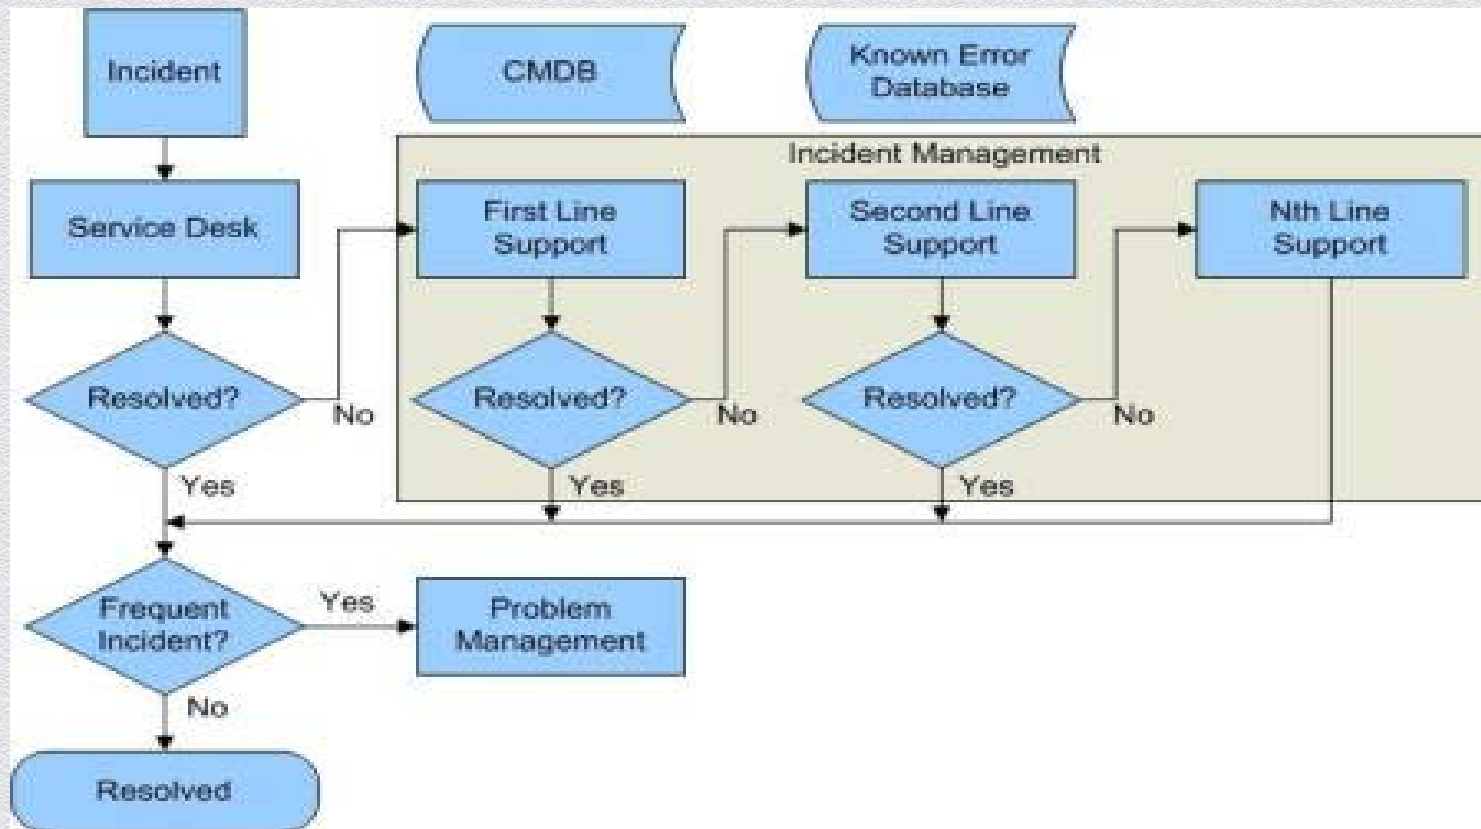 Incident
CMDB
Known Error
Database
Incident Management
Service Desk
First Line
Support
Second Line
Support
Nth Line
Support
Resolved?
No
Resolved?
No
Resolved?
No
Yes
Yes
Yes
Frequent
Incident?
Yes
Problem
Management
No
Resolved